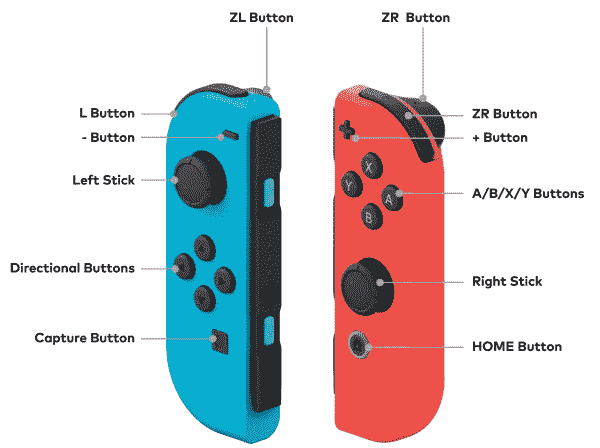 ZL Button
ZR Button
L Button
ZR Button
- Button
+ Button
Left Stick
A/B/X/Y Buttons
X
Y
A
B
Directional Buttons
Right Stick
Capture Button
HOME Button